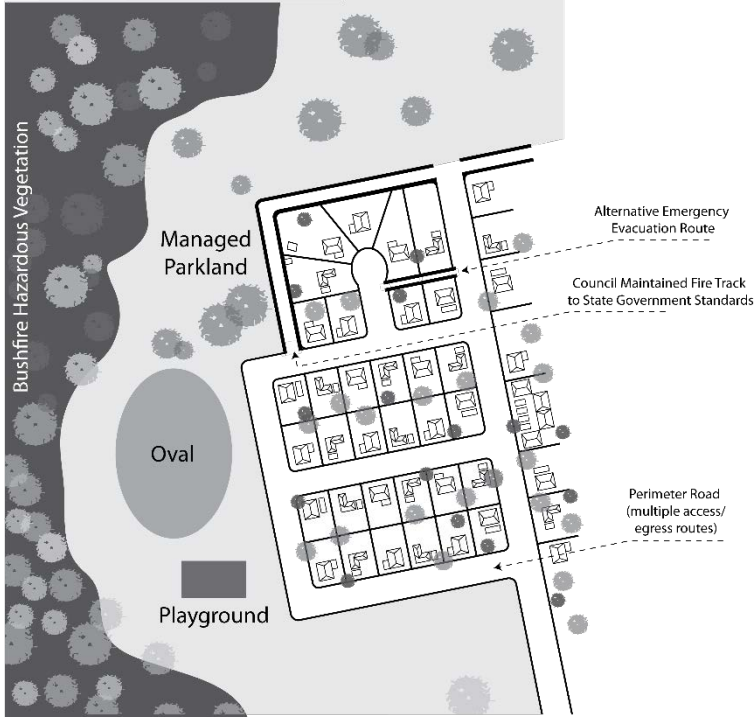 Bushfire Hazardous Vegetation
Managed
Parkland
Alternative Emergency
Evacuation Route
Council Maintained Fire Track
to State Government Standards
Oval
Perimeter Road
(multiple access/
egress routes)
Playground